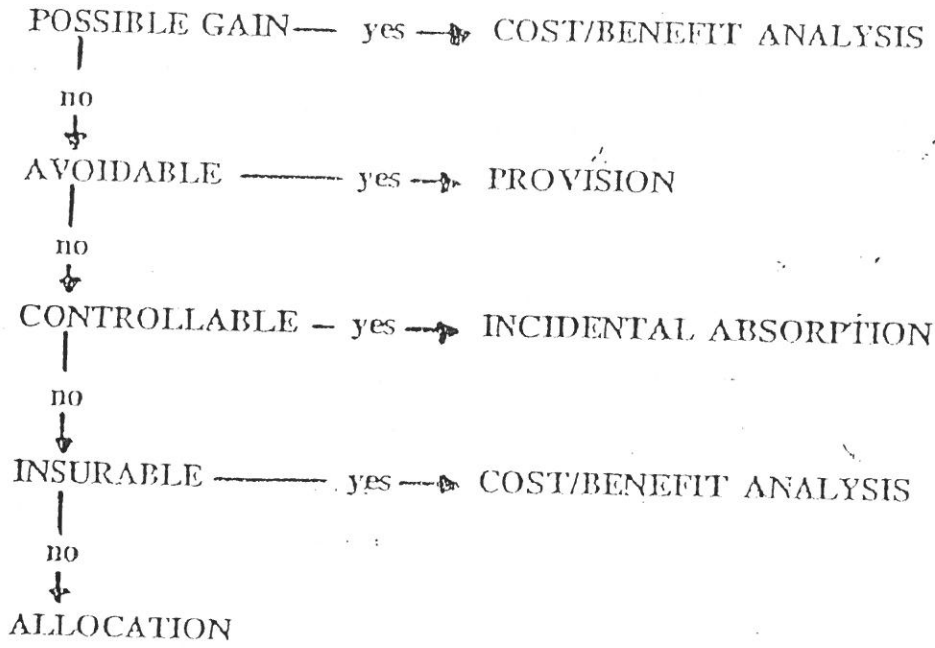 POSSIBLE GAIN yes COST/BENEFIT ANALYSIS
no
AVOIDABLE yes PROVISION
no
CONTROLLABLE yes INCIDENTAL ABSORPTION
no
INSURABLE yes COST/BENEFIT ANALYSIS
no
ALLOCATION